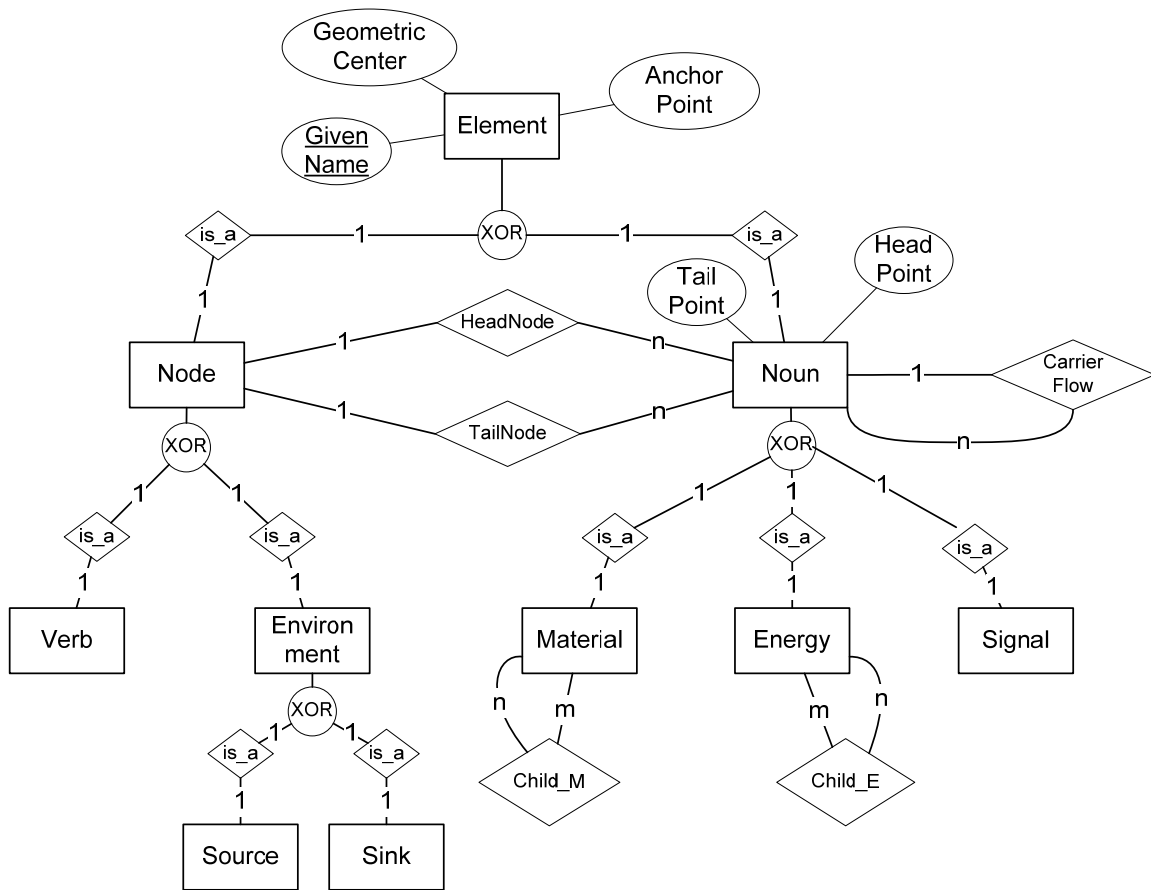 Geometric
Center
Anchor
Point
Element
Given
Name
is_a
1
XOR
1
is_a
Head
Point
Tail
Point
1
1
HeadNode
1
n
Node
Noun
1
Carrier
Flow
1
n
TailNode
n
XOR
XOR
1
1
1
1
1
is_a
is_a
is_a
is_a
is_a
1
1
1
1
1
Verb
Environ
ment
Material
Energy
Signal
n
m
m
n
XOR
1
1
is_a
is_a
Child_M
Child_E
1
1
Source
Sink